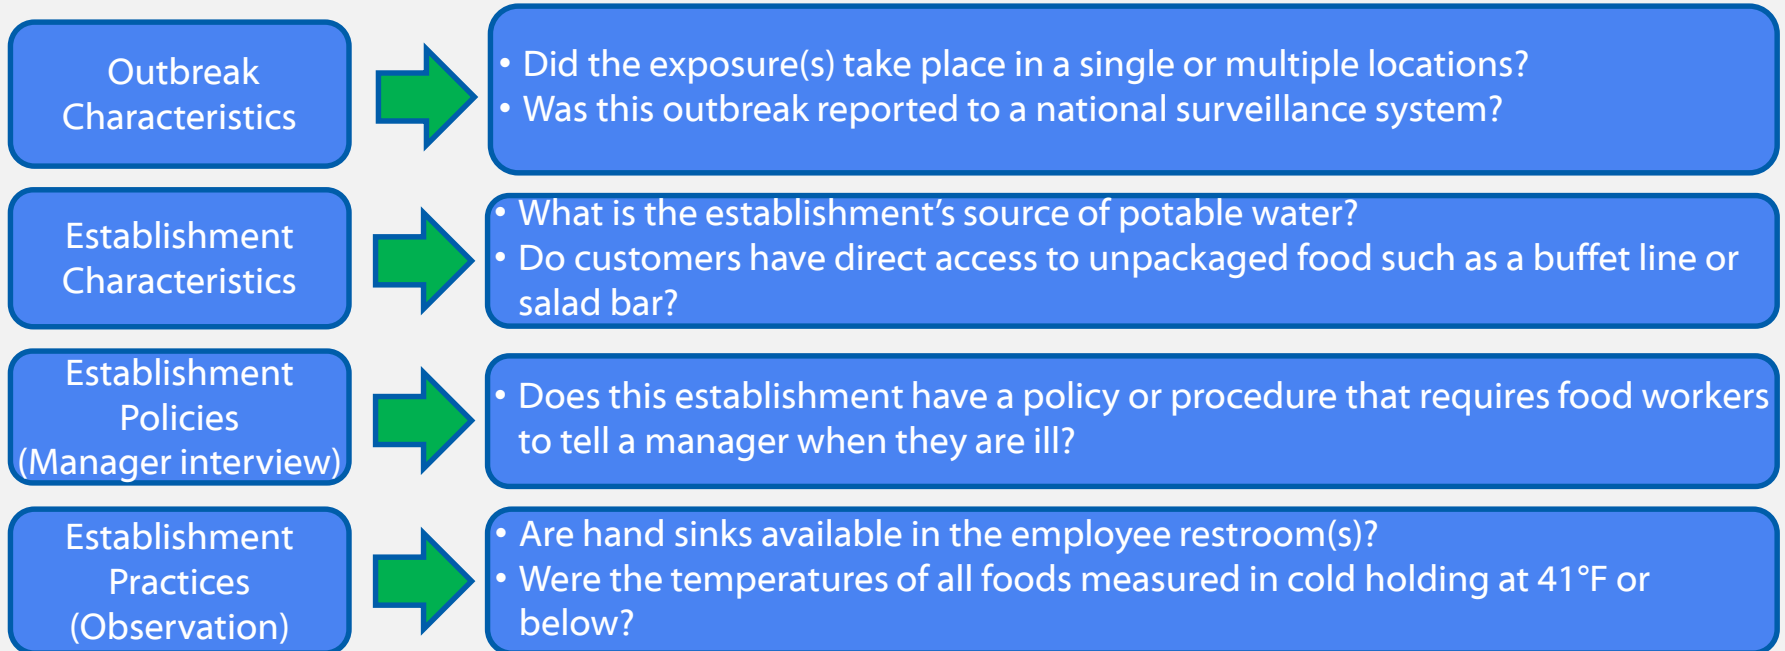 Outbreak
Characteristics
• Did the exposure(s) take place in a single or multiple locations?
• Was this outbreak reported to a national surveillance system?
Establishment
Characteristics
• What is the establishment's source of potable water?
• Do customers have direct access to unpackaged food such as a buffet line or
salad bar?
Establishment
Policies
(Manager interview)
• Does this establishment have a policy or procedure that requires food workers
to tell a manager when they are ill?
Establishment
Practices
(Observation)
• Are hand sinks available in the employee restroom(s)?
• Were the temperatures of all foods measured in cold holding at 41°F or
below?